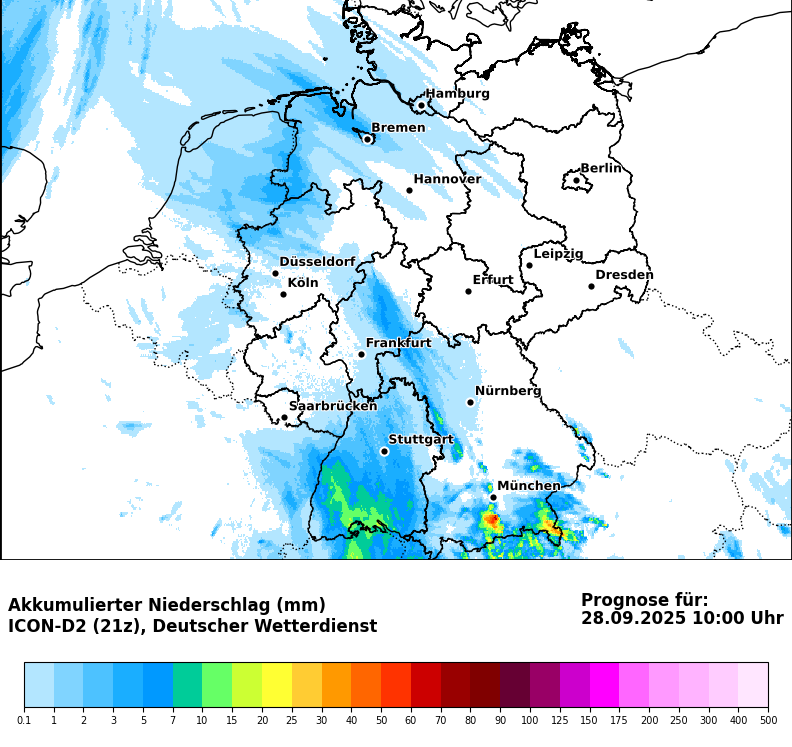 Hamburg
Bremen
Berlin
Hannover
Leipzig
Düsseldorf
Dresden
Köln
Erfurt
Frankfurt
Nürnberg
Saarbrücken
Stuttgart
München
Akkumulierter Niederschlag (mm)
ICON-D2 (21z), Deutscher Wetterdienst
Prognose für:
28.09.2025 10:00 Uhr
0.1 1 2 3 5 7 10 15 20 25 30 40 50 60 70 80 90 100 125 150 175 200 250 300 400 500